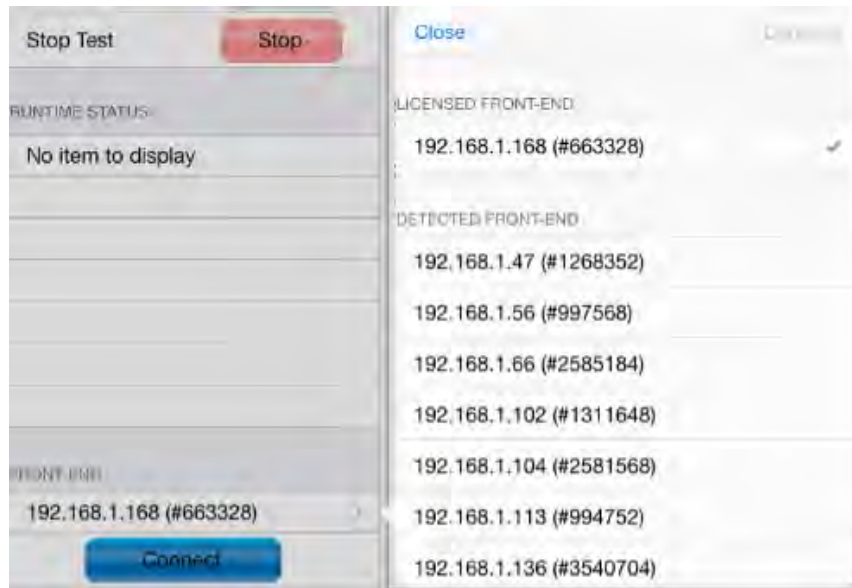 Stop Test
Stop
RUNTIME STATUS
No item to display
FRONT-END
192.168.1.168 (#663328)
Connect
Close
LICENSED FRONT-END
192.168.1.168 (#663328)
DETECTED FRONT-END
192.168.1.47 (#1268352)
192.168.1.56 (#997568)
192.168.1.66 (#2585184)
192.168.1.102 (#1311648)
192.168.1.104 (#2581568)
192.168.1.113 (#994752)
192.168.1.136 (#3540704)